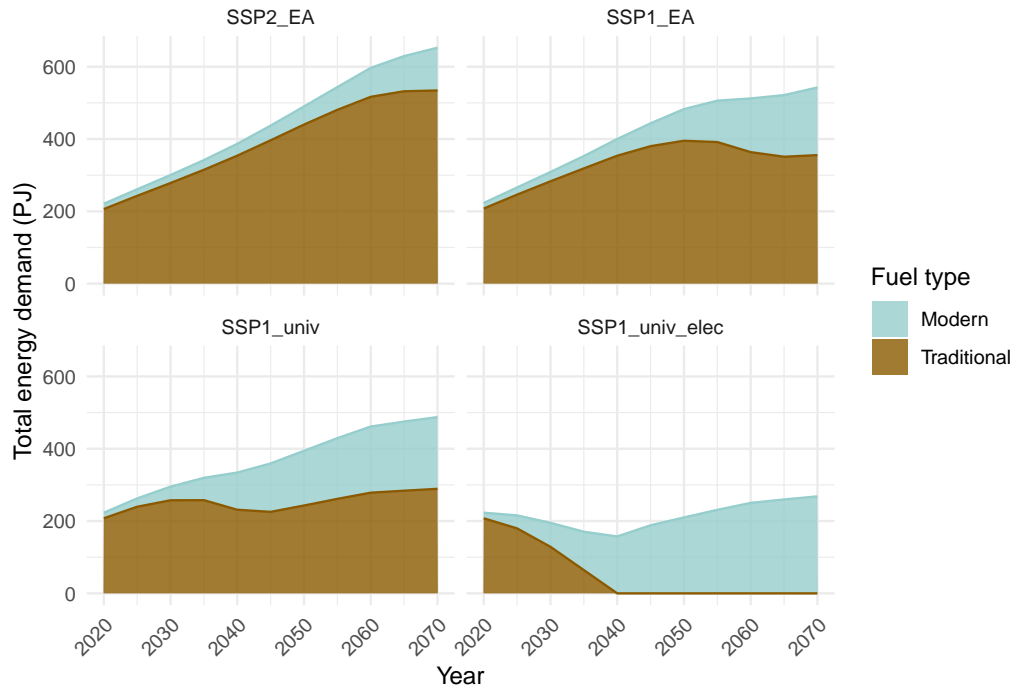 SSP2_EA
SSP1_EA
600
400
200
0
SSP1_univ
SSP1_univ_elec
600
400
200
0
2020 2030 2040 2050 2060 2070
2020 2030 2040 2050 2060 2070
Year
Total energy demand (PJ)
Fuel type
Modern
Traditional